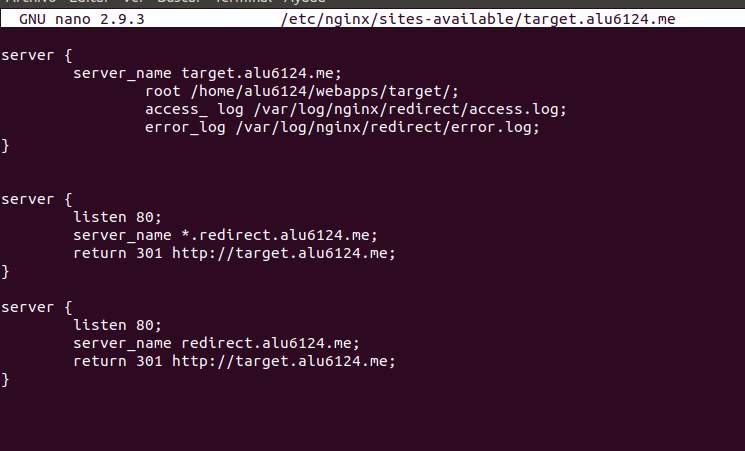 Archivo Editar Ver Buscar Terminal Ayuda
GNU nano 2.9.3 /etc/nginx/sites-available/target.alu6124.me
server {
server_name target.alu6124.me;
root /home/alu6124/webapps/target/;
access_ log /var/log/nginx/redirect/access.log;
error_log /var/log/nginx/redirect/error.log;
}
server {
listen 80;
server_name *.redirect.alu6124.me;
return 301 http://target.alu6124.me;
}
server {
listen 80;
server_name redirect.alu6124.me;
return 301 http://target.alu6124.me;
}